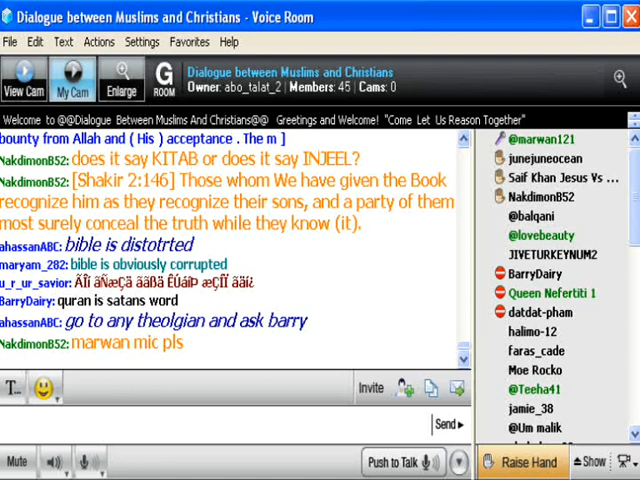 Dialogue between Muslims and Christians - Voice Room
File Edit Text Actions Settings Favorites Help
View Cam My Cam Enlarge G ROOM
Dialogue between Muslims and Christians
Owner: abo_talat_2 | Members: 45 | Cams: 0
Welcome to @@Dialogue Between Muslims And Christians@@ Greetings and Welcome! "Come Let Us Reason Together"
bounty from Allah and ( His ) acceptance . The m ]
NakdimonB52: does it say KITAB or does it say INJEEL?
NakdimonB52: [Shakir 2:146] Those whom We have given the Book
recognize him as they recognize their sons, and a party of them
most surely conceal the truth while they know (it).
ahassanABC: bible is distotrted
maryam_282: bible is obviously corrupted
u_r_ur_savior:
BarryDairy: quran is satans word
ahassanABC: go to any theolgian and ask barry
NakdimonB52: marwan mic pls
@marwan121
junejuneocean
Saif Khan Jesus Vs ...
NakdimonB52
@balqani
@lovebeauty
JIVETURKEYNUM2
BarryDairy
Queen Nefertiti 1
datdat-pham
halimo-12
faras_cade
Moe Rocko
@Teeha41
jamie_38
@Um malik
T...
Invite
Send
Mute
Push to Talk
Raise Hand
Show